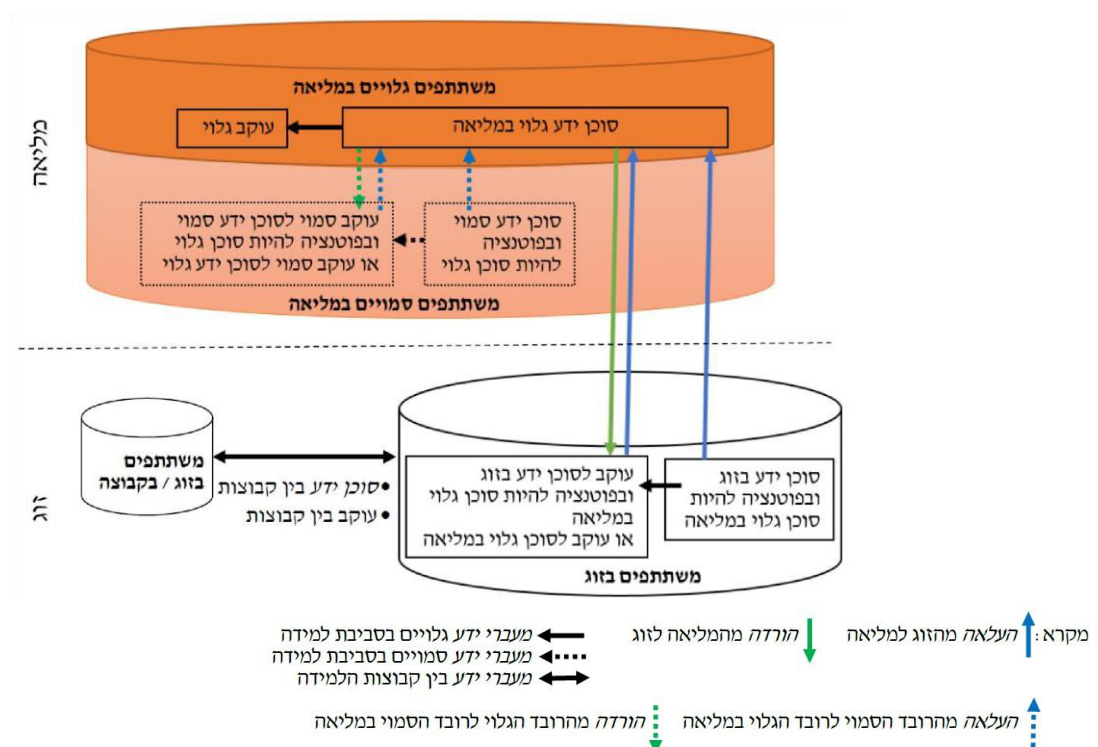 משתתפים גלויים במליאה
סוכן ידע גלוי במליאה
עוקב גלוי
מליאה
סוכן ידע סמוי
ובפוטנציה
להיות סוכן גלוי
עוקב סמוי לסוכן ידע סמוי
ובפוטנציה להיות סוכן גלוי
או עוקב סמוי לסוכן ידע גלוי
משתתפים סמויים במליאה
זוג
סוכן ידע בזוג
ובפוטנציה להיות
סוכן גלוי במליאה
עוקב לסוכן ידע בזוג
ובפוטנציה להיות סוכן גלוי
במליאה
או עוקב לסוכן גלוי במליאה
משתתפים בזוג
משתתפים
בזוג / בקבוצה
•סוכן ידע בין קבוצות
•עוקב בין קבוצות
מקרא: העלאה מהזוג למליאה
הורדה מהמליאה לזוג
מעברי ידע גלויים בסביבת למידה
מעברי ידע סמויים בסביבת למידה
מעברי ידע בין קבוצות הלמידה
העלאה מהרובד הסמוי לרובד הגלוי במליאה
הורדה מהרובד הגלוי לרובד הסמוי במליאה